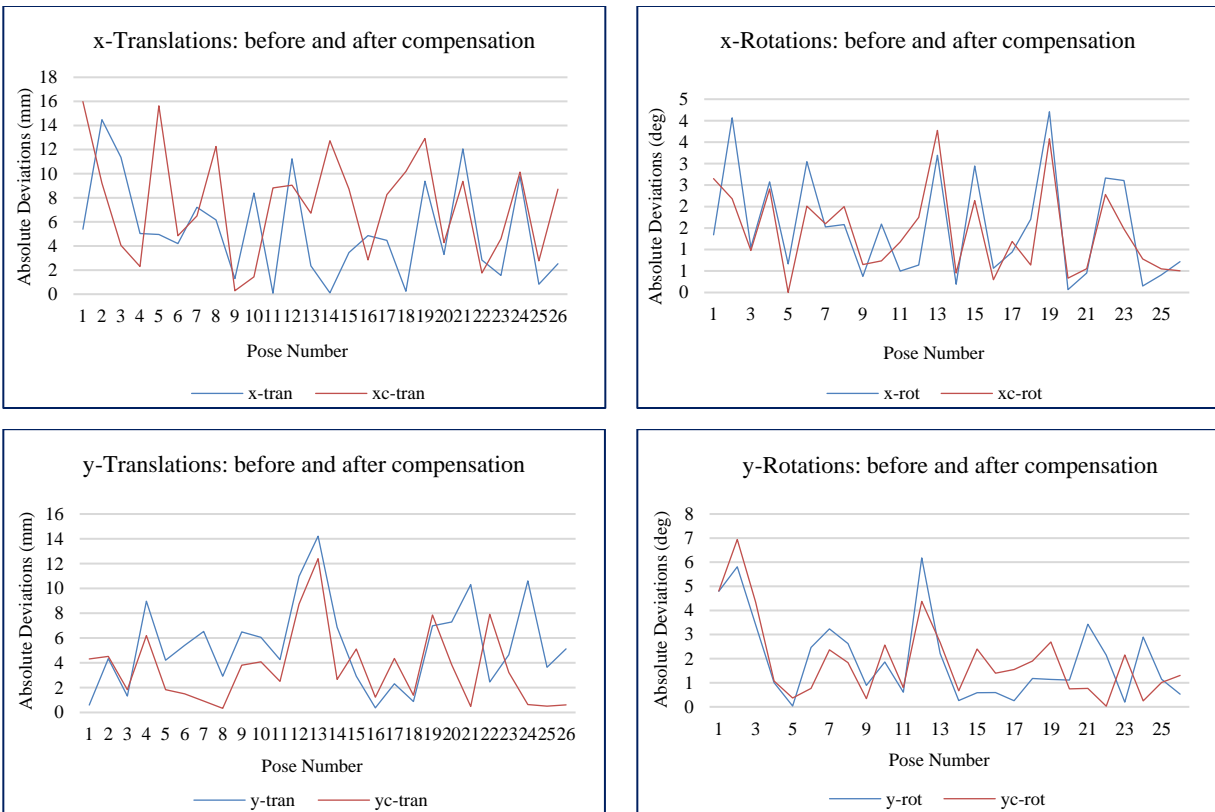 x-Translations: before and after compensation
Absolute Deviations (mm)
18
16
14
12
10
8
6
4
2
0
1 2 3 4 5 6 7 8 9 10 11 12 13 14 15 16 17 18 19 20 21 22 23 24 25 26
Pose Number
x-tran xc-tran
x-Rotations: before and after compensation
Absolute Deviations (deg)
5
4
4
3
3
2
2
1
1
0
1 3 5 7 9 11 13 15 17 19 21 23 25
Pose Number
x-rot xc-rot
y-Translations: before and after compensation
Absolute Deviations (mm)
16
14
12
10
8
6
4
2
0
1 2 3 4 5 6 7 8 9 10 11 12 13 14 15 16 17 18 19 20 21 22 23 24 25 26
Pose Number
y-tran yc-tran
y-Rotations: before and after compensation
Absolute Deviations (deg)
8
7
6
5
4
3
2
1
0
1 3 5 7 9 11 13 15 17 19 21 23 25
Pose Number
y-rot yc-rot